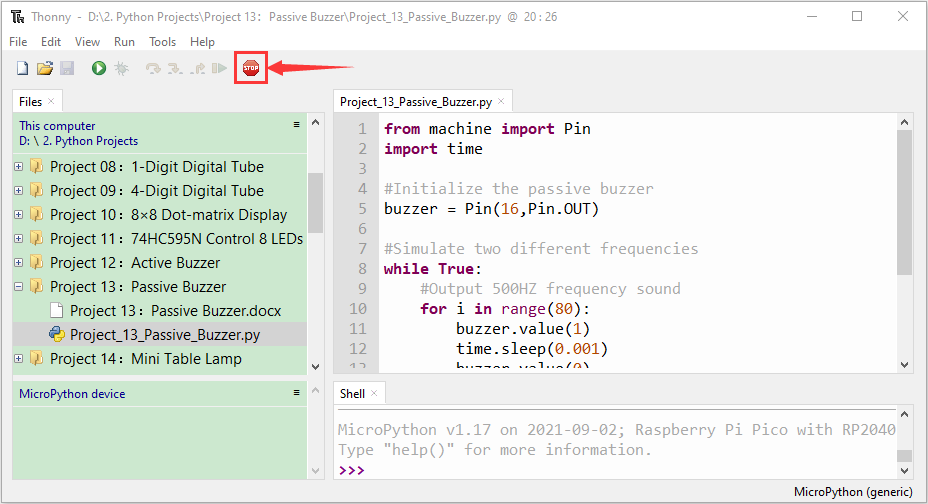 Thonny - D:\2. Python Projects\Project 13：Passive Buzzer\Project_13_Passive_Buzzer.py @ 20 : 26
File Edit View Run Tools Help
STOP
Files
This computer
D: \ 2. Python Projects
Project 08：1-Digit Digital Tube
Project 09：4-Digit Digital Tube
Project 10：8×8 Dot-matrix Display
Project 11：74HC595N Control 8 LEDs
Project 12：Active Buzzer
Project 13：Passive Buzzer
Project 13：Passive Buzzer.docx
Project_13_Passive_Buzzer.py
Project 14：Mini Table Lamp
MicroPython device
Project_13_Passive_Buzzer.py
1 from machine import Pin
2 import time
3
4 #Initialize the passive buzzer
5 buzzer = Pin(16,Pin.OUT)
6
7 #Simulate two different frequencies
8 while True:
9 #Output 500HZ frequency sound
10 for i in range(80):
11 buzzer.value(1)
12 time.sleep(0.001)
13 buzzer.value(0)
Shell
MicroPython v1.17 on 2021-09-02; Raspberry Pi Pico with RP2040
Type "help()" for more information.
>>>
MicroPython (generic)